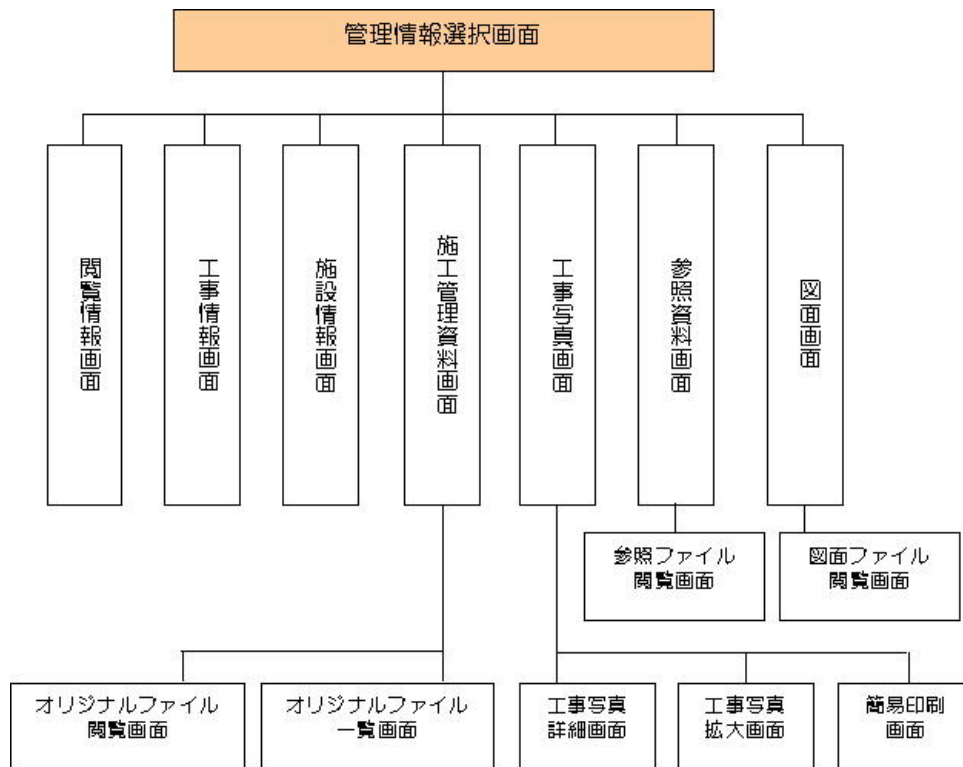 管理情報選択画面
閲覧情報画面
工事情報画面
施設情報画面
施工管理資料画面
工事写真画面
参照資料画面
図面画面
参照ファイル
閲覧画面
図面ファイル
閲覧画面
オリジナルファイル
閲覧画面
オリジナルファイル
一覧画面
工事写真
詳細画面
工事写真
拡大画面
簡易印刷
画面